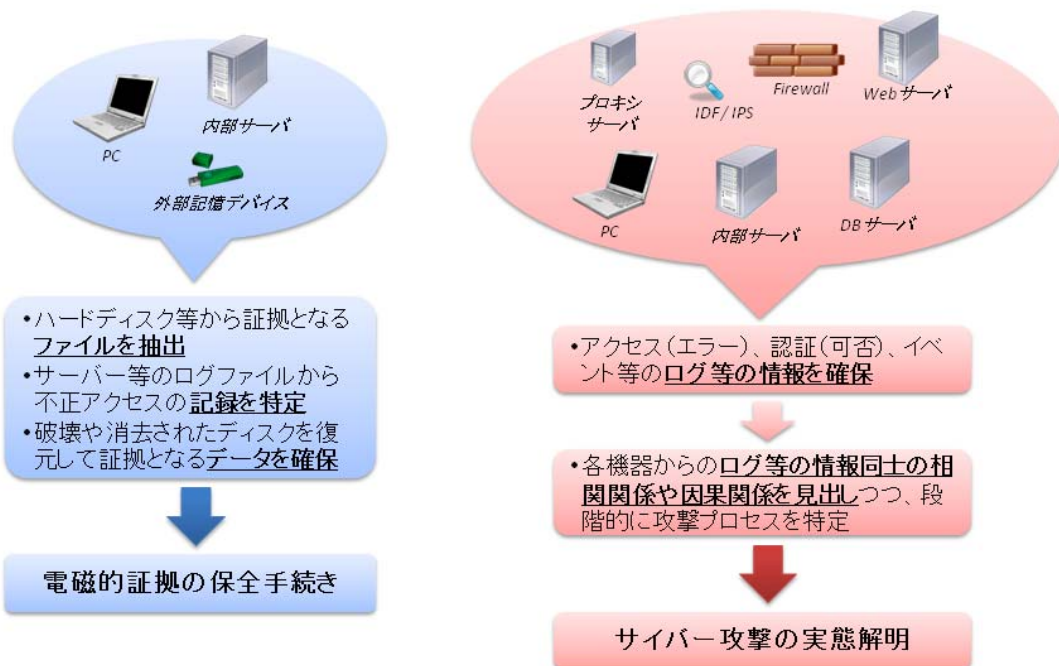 内部サーバ
PC
外部記憶デバイス
・ハードディスク等から証拠となる
ファイルを抽出
・サーバー等のログファイルから
不正アクセスの記録を特定
・破壊や消去されたディスクを復
元して証拠となるデータを確保
電磁的証拠の保全手続き
プロキシ
サーバ
IDF/IPS
Firewall
Webサーバ
PC
内部サーバ
DBサーバ
・アクセス(エラー)、認証(可否)、イベ
ント等のログ等の情報を確保
・各機器からのログ等の情報同士の相
関関係や因果関係を見出しつつ、段
階的に攻撃プロセスを特定
サイバー攻撃の実態解明